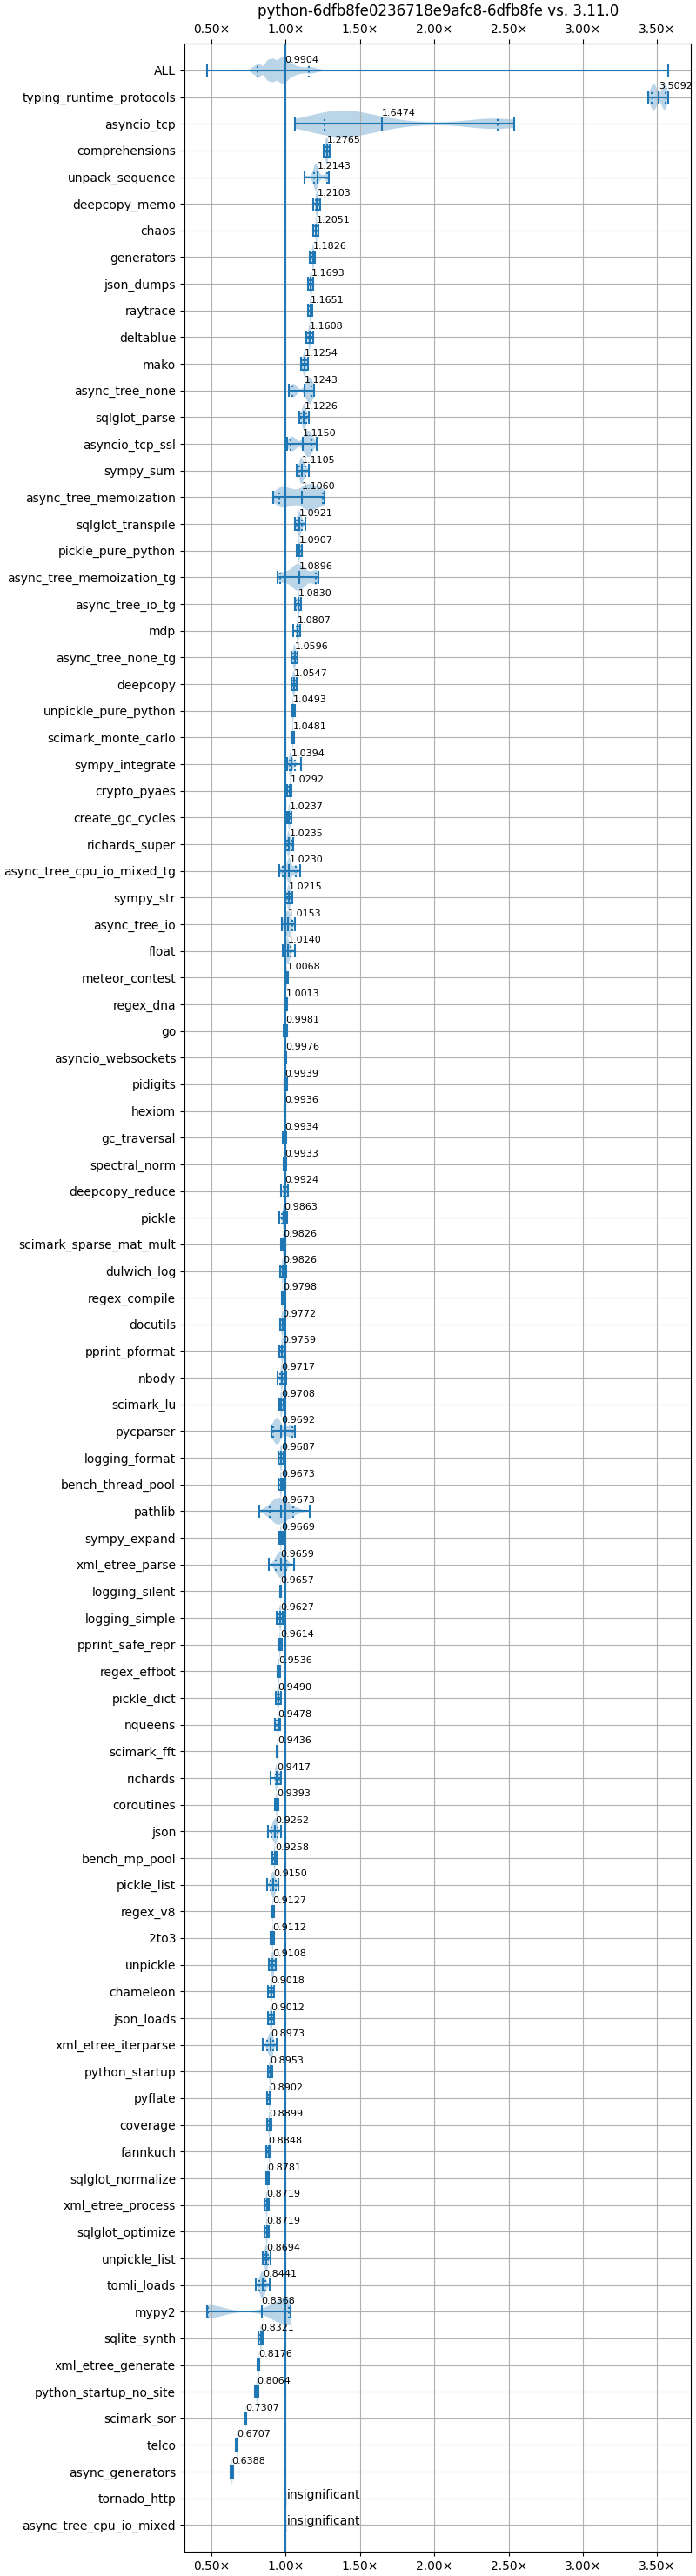 python-6dfb8fe0236718e9afc8-6dfb8fe vs. 3.11.0
0.50× 1.00× 1.50× 2.00× 2.50× 3.00× 3.50×
ALL 0.9904
typing_runtime_protocols 3.5092
asyncio_tcp 1.6474
comprehensions 1.2765
unpack_sequence 1.2143
deepcopy_memo 1.2103
chaos 1.2051
generators 1.1826
json_dumps 1.1693
raytrace 1.1651
deltablue 1.1608
mako 1.1254
async_tree_none 1.1243
sqlglot_parse 1.1226
asyncio_tcp_ssl 1.1150
sympy_sum 1.1105
async_tree_memoization 1.1060
sqlglot_transpile 1.0921
pickle_pure_python 1.0907
async_tree_memoization_tg 1.0896
async_tree_io_tg 1.0830
mdp 1.0807
async_tree_none_tg 1.0596
deepcopy 1.0547
unpickle_pure_python 1.0493
scimark_monte_carlo 1.0481
sympy_integrate 1.0394
crypto_pyaes 1.0292
create_gc_cycles 1.0237
richards_super 1.0235
async_tree_cpu_io_mixed_tg 1.0230
sympy_str 1.0215
async_tree_io 1.0153
float 1.0140
meteor_contest 1.0068
regex_dna 1.0013
go 0.9981
asyncio_websockets 0.9976
pidigits 0.9939
hexiom 0.9936
gc_traversal 0.9934
spectral_norm 0.9933
deepcopy_reduce 0.9924
pickle 0.9863
scimark_sparse_mat_mult 0.9826
dulwich_log 0.9826
regex_compile 0.9798
docutils 0.9772
pprint_pformat 0.9759
nbody 0.9717
scimark_lu 0.9708
pycparser 0.9692
logging_format 0.9687
bench_thread_pool 0.9673
pathlib 0.9673
sympy_expand 0.9669
xml_etree_parse 0.9659
logging_silent 0.9657
logging_simple 0.9627
pprint_safe_repr 0.9614
regex_effbot 0.9536
pickle_dict 0.9490
nqueens 0.9478
scimark_fft 0.9436
richards 0.9417
coroutines 0.9393
json 0.9262
bench_mp_pool 0.9258
pickle_list 0.9150
regex_v8 0.9127
2to3 0.9112
unpickle 0.9108
chameleon 0.9018
json_loads 0.9012
xml_etree_iterparse 0.8973
python_startup 0.8953
pyflate 0.8902
coverage 0.8899
fannkuch 0.8848
sqlglot_normalize 0.8781
xml_etree_process 0.8719
sqlglot_optimize 0.8719
unpickle_list 0.8694
tomli_loads 0.8441
mypy2 0.8368
sqlite_synth 0.8321
xml_etree_generate 0.8176
python_startup_no_site 0.8064
scimark_sor 0.7307
telco 0.6707
async_generators 0.6388
tornado_http insignificant
async_tree_cpu_io_mixed insignificant
0.50× 1.00× 1.50× 2.00× 2.50× 3.00× 3.50×